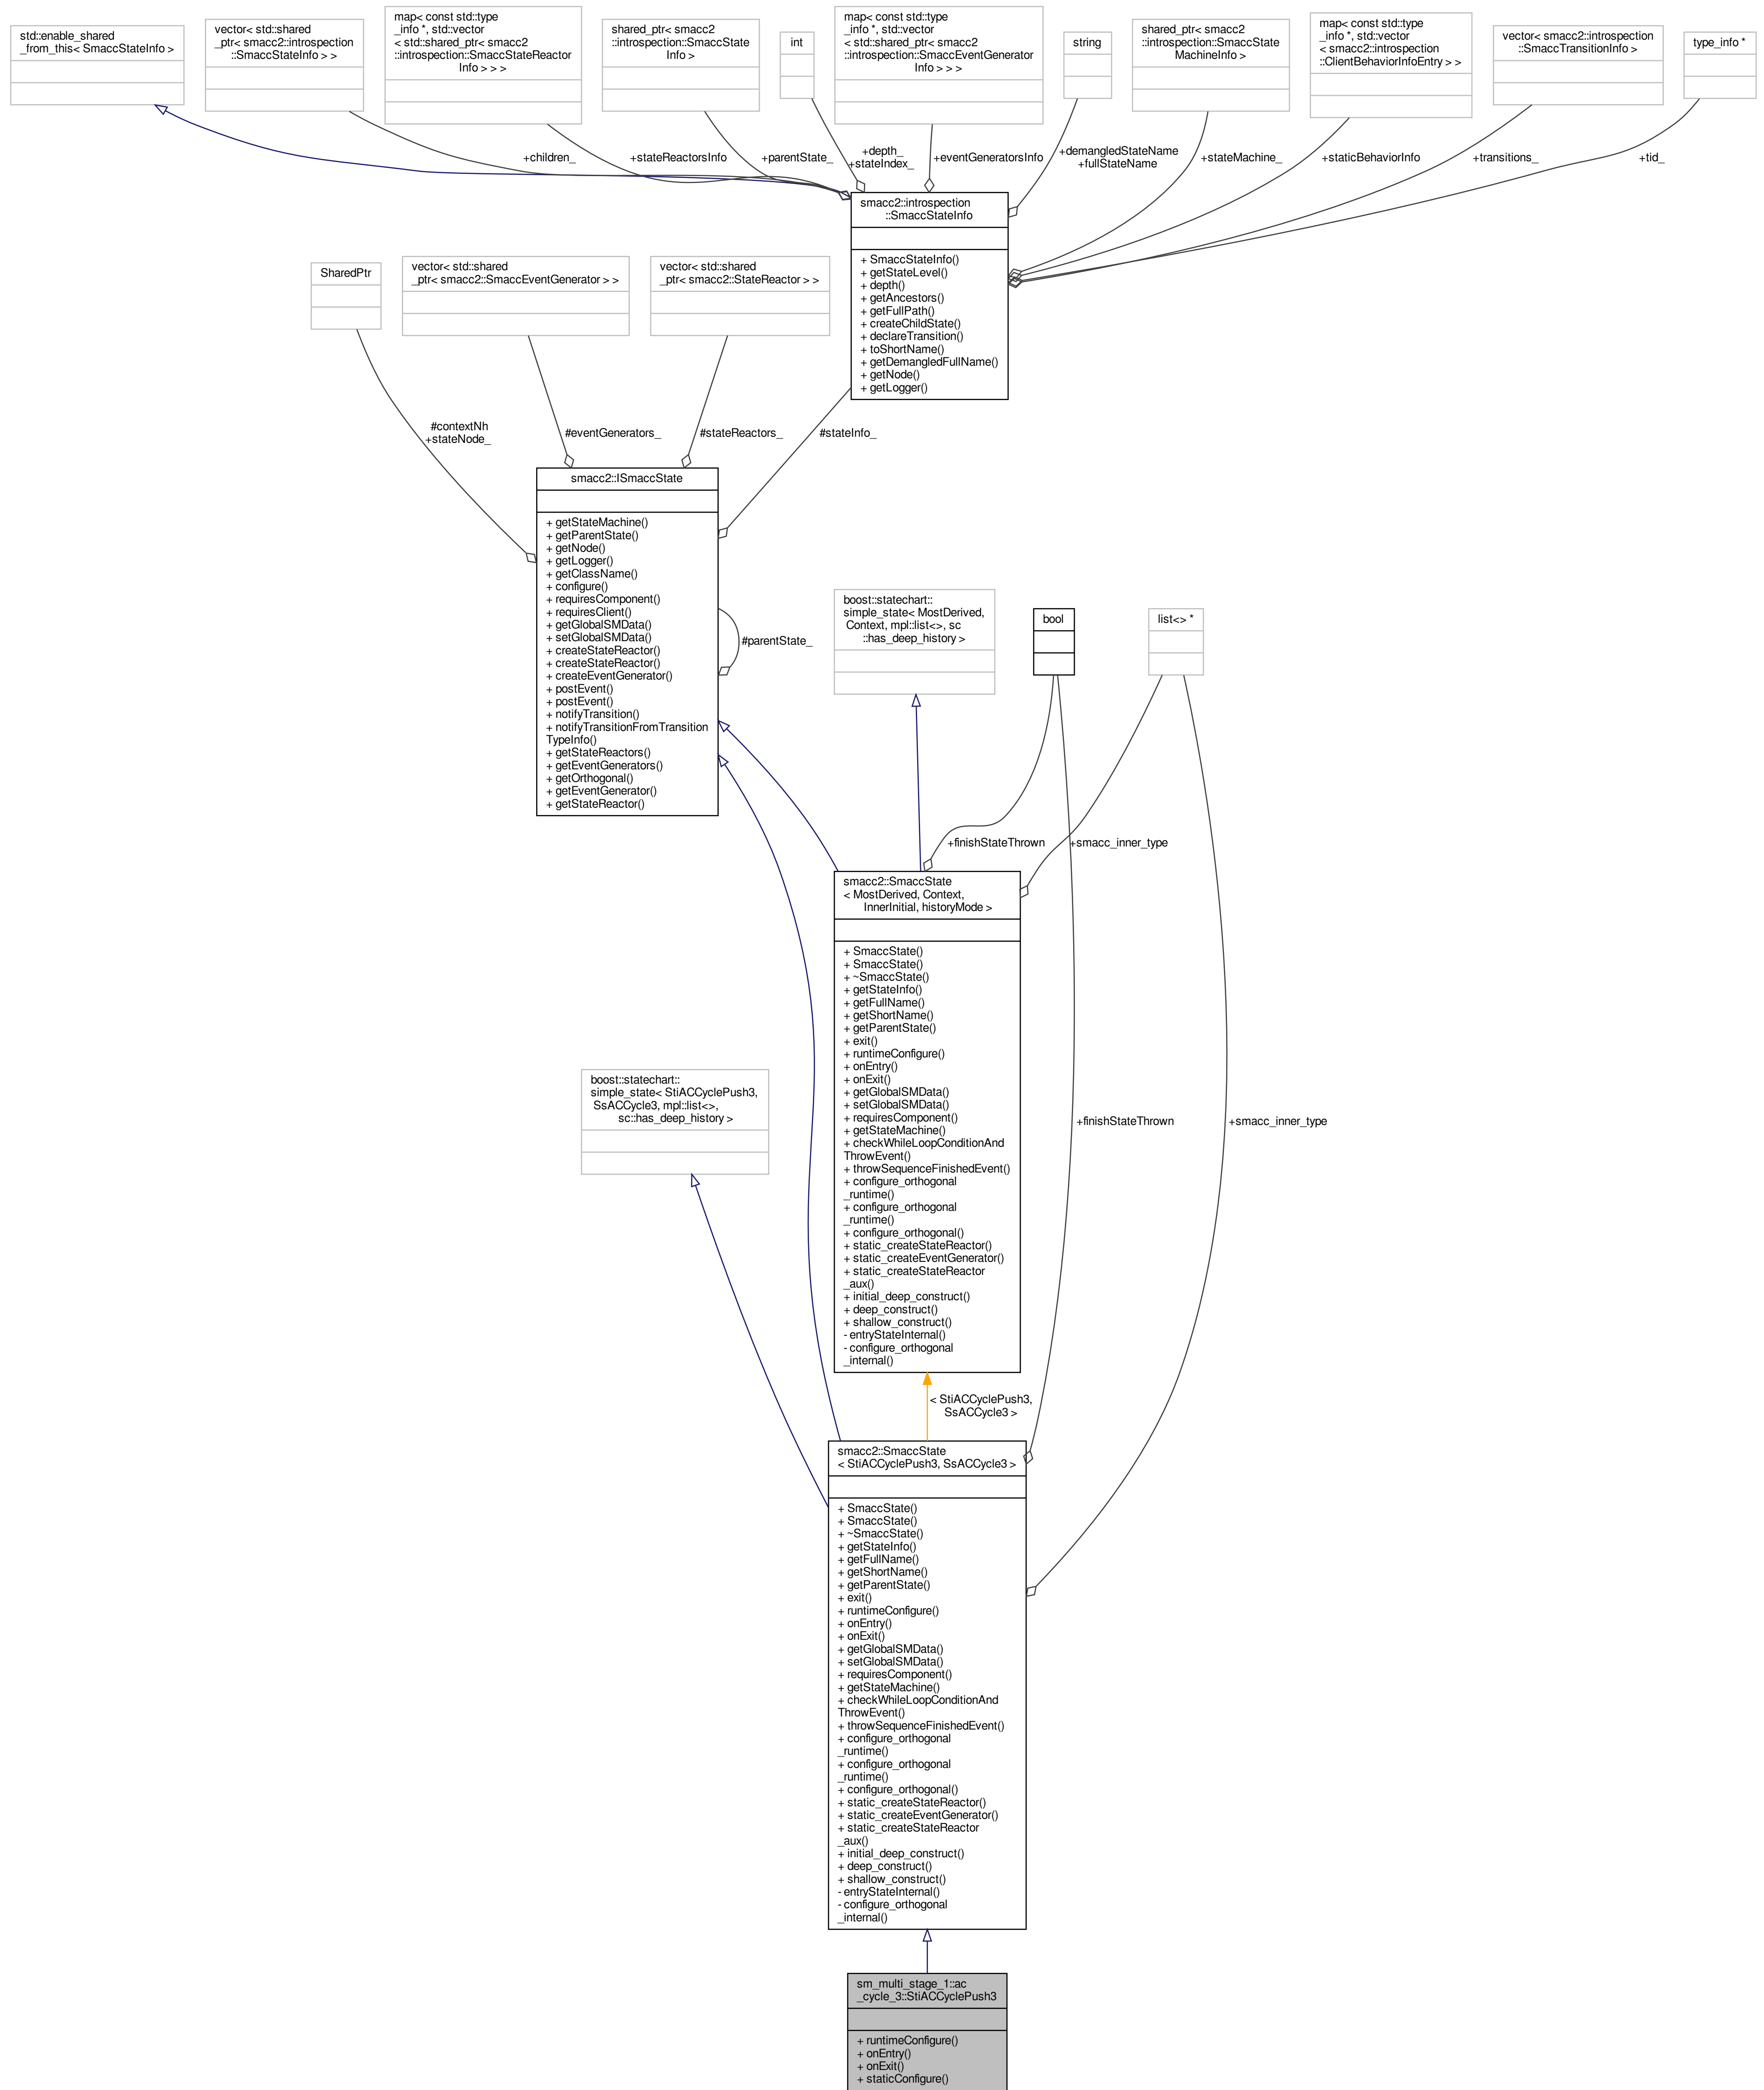 std::enable_shared
_from_this< SmaccStateInfo >
vector< std::shared
_ptr< smacc2::introspection
::SmaccStateInfo > >
map< const std::type
_info *, std::vector
< std::shared_ptr< smacc2
::introspection::SmaccStateReactor
Info > > >
shared_ptr< smacc2
::introspection::SmaccState
Info >
int
map< const std::type
_info *, std::vector
< std::shared_ptr< smacc2
::introspection::SmaccEventGenerator
Info > > >
string
shared_ptr< smacc2
::introspection::SmaccState
MachineInfo >
map< const std::type
_info *, std::vector
< smacc2::introspection
::ClientBehaviorInfoEntry > >
vector< smacc2::introspection
::SmaccTransitionInfo >
type_info *
+children_
+stateReactorsInfo
+parentState_
+depth_
+stateIndex_
+eventGeneratorsInfo
+demangledStateName
+fullStateName
+stateMachine_
+staticBehaviorInfo
+transitions_
+tid_
smacc2::introspection
::SmaccStateInfo
+ SmaccStateInfo()
+ getStateLevel()
+ depth()
+ getAncestors()
+ getFullPath()
+ createChildState()
+ declareTransition()
+ toShortName()
+ getDemangledFullName()
+ getNode()
+ getLogger()
SharedPtr
vector< std::shared
_ptr< smacc2::SmaccEventGenerator > >
vector< std::shared
_ptr< smacc2::StateReactor > >
#contextNh
+stateNode_
#eventGenerators_
#stateReactors_
#stateInfo_
smacc2::ISmaccState
+ getStateMachine()
+ getParentState()
+ getNode()
+ getLogger()
+ getClassName()
+ configure()
+ requiresComponent()
+ requiresClient()
+ getGlobalSMData()
+ setGlobalSMData()
+ createStateReactor()
+ createStateReactor()
+ createEventGenerator()
+ postEvent()
+ postEvent()
+ notifyTransition()
+ notifyTransitionFromTransition
TypeInfo()
+ getStateReactors()
+ getEventGenerators()
+ getOrthogonal()
+ getEventGenerator()
+ getStateReactor()
#parentState_
boost::statechart::
simple_state< MostDerived,
Context, mpl::list<>, sc
::has_deep_history >
bool
list<> *
+finishStateThrown
+smacc_inner_type
smacc2::SmaccState
< MostDerived, Context,
InnerInitial, historyMode >
+ SmaccState()
+ SmaccState()
+ ~SmaccState()
+ getStateInfo()
+ getFullName()
+ getShortName()
+ getParentState()
+ exit()
+ runtimeConfigure()
+ onEntry()
+ onExit()
+ getGlobalSMData()
+ setGlobalSMData()
+ requiresComponent()
+ getStateMachine()
+ checkWhileLoopConditionAnd
ThrowEvent()
+ throwSequenceFinishedEvent()
+ configure_orthogonal
_runtime()
+ configure_orthogonal
_runtime()
+ configure_orthogonal()
+ static_createStateReactor()
+ static_createEventGenerator()
+ static_createStateReactor
_aux()
+ initial_deep_construct()
+ deep_construct()
+ shallow_construct()
- entryStateInternal()
- configure_orthogonal
_internal()
boost::statechart::
simple_state< StiACCyclePush3,
SsACCycle3, mpl::list<>,
sc::has_deep_history >
+finishStateThrown
+smacc_inner_type
< StiACCyclePush3,
SsACCycle3 >
smacc2::SmaccState
< StiACCyclePush3, SsACCycle3 >
+ SmaccState()
+ SmaccState()
+ ~SmaccState()
+ getStateInfo()
+ getFullName()
+ getShortName()
+ getParentState()
+ exit()
+ runtimeConfigure()
+ onEntry()
+ onExit()
+ getGlobalSMData()
+ setGlobalSMData()
+ requiresComponent()
+ getStateMachine()
+ checkWhileLoopConditionAnd
ThrowEvent()
+ throwSequenceFinishedEvent()
+ configure_orthogonal
_runtime()
+ configure_orthogonal
_runtime()
+ configure_orthogonal()
+ static_createStateReactor()
+ static_createEventGenerator()
+ static_createStateReactor
_aux()
+ initial_deep_construct()
+ deep_construct()
+ shallow_construct()
- entryStateInternal()
- configure_orthogonal
_internal()
sm_multi_stage_1::ac
_cycle_3::StiACCyclePush3
+ runtimeConfigure()
+ onEntry()
+ onExit()
+ staticConfigure()